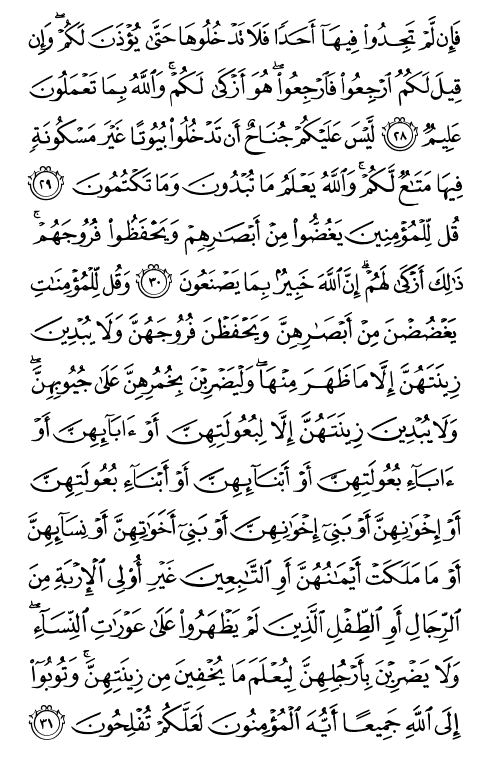 فَإِن لَّمْ تَجِدُوا۟ فِيهَآ أَحَدًا فَلَا تَدْخُلُوهَا حَتَّىٰ يُؤْذَنَ لَكُمْ ۖ وَإِن
قِيلَ لَكُمُ ٱرْجِعُوا۟ فَٱرْجِعُوا۟ ۖ هُوَ أَزْكَىٰ لَكُمْ ۚ وَٱللَّهُ بِمَا تَعْمَلُونَ
عَلِيمٌ ٢٨ لَّيْسَ عَلَيْكُمْ جُنَاحٌ أَن تَدْخُلُوا۟ بُيُوتًا غَيْرَ مَسْكُونَةٍ
فِيهَا مَتَٰعٌ لَّكُمْ ۚ وَٱللَّهُ يَعْلَمُ مَا تُبْدُونَ وَمَا تَكْتُمُونَ ٢٩
قُل لِّلْمُؤْمِنِينَ يَغُضُّوا۟ مِنْ أَبْصَٰرِهِمْ وَيَحْفَظُوا۟ فُرُوجَهُمْ ۚ
ذَٰلِكَ أَزْكَىٰ لَهُمْ ۗ إِنَّ ٱللَّهَ خَبِيرٌۢ بِمَا يَصْنَعُونَ ٣٠ وَقُل لِّلْمُؤْمِنَٰتِ
يَغْضُضْنَ مِنْ أَبْصَٰرِهِنَّ وَيَحْفَظْنَ فُرُوجَهُنَّ وَلَا يُبْدِينَ
زِينَتَهُنَّ إِلَّا مَا ظَهَرَ مِنْهَا ۖ وَلْيَضْرِبْنَ بِخُمُرِهِنَّ عَلَىٰ جُيُوبِهِنَّ ۖ
وَلَا يُبْدِينَ زِينَتَهُنَّ إِلَّا لِبُعُولَتِهِنَّ أَوْ ءَابَآئِهِنَّ أَوْ
ءَابَآءِ بُعُولَتِهِنَّ أَوْ أَبْنَآئِهِنَّ أَوْ أَبْنَآءِ بُعُولَتِهِنَّ
أَوْ إِخْوَٰنِهِنَّ أَوْ بَنِىٓ إِخْوَٰنِهِنَّ أَوْ بَنِىٓ أَخَوَٰتِهِنَّ أَوْ نِسَآئِهِنَّ
أَوْ مَا مَلَكَتْ أَيْمَٰنُهُنَّ أَوِ ٱلتَّٰبِعِينَ غَيْرِ أُو۟لِى ٱلْإِرْبَةِ مِنَ
ٱلرِّجَالِ أَوِ ٱلطِّفْلِ ٱلَّذِينَ لَمْ يَظْهَرُوا۟ عَلَىٰ عَوْرَٰتِ ٱلنِّسَآءِ ۖ
وَلَا يَضْرِبْنَ بِأَرْجُلِهِنَّ لِيُعْلَمَ مَا يُخْفِينَ مِن زِينَتِهِنَّ ۚ وَتُوبُوٓا۟
إِلَى ٱللَّهِ جَمِيعًا أَيُّهَ ٱلْمُؤْمِنُونَ لَعَلَّكُمْ تُفْلِحُونَ ٣١